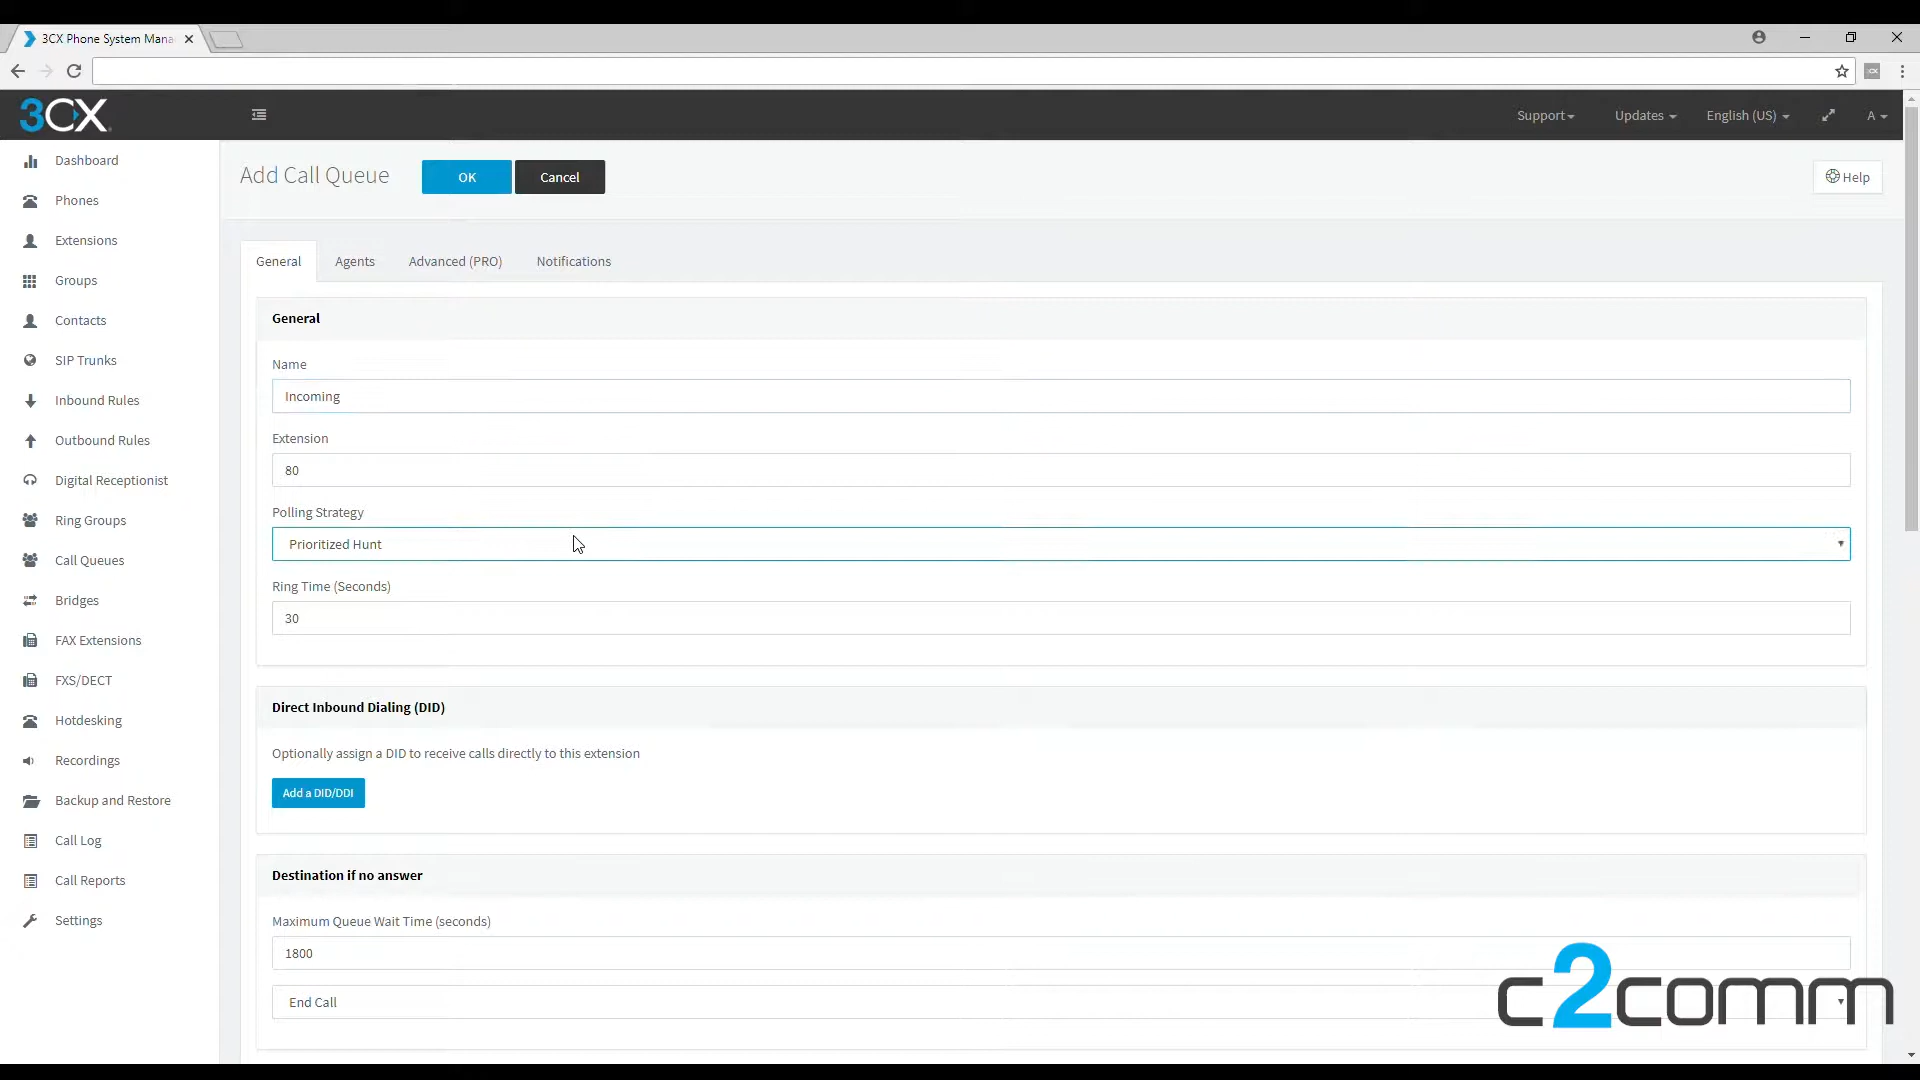 3CX Phone System Mana
3CX
Support
Updates
English (US)
A
Dashboard
Phones
Extensions
Groups
Contacts
SIP Trunks
Inbound Rules
Outbound Rules
Digital Receptionist
Ring Groups
Call Queues
Bridges
FAX Extensions
FXS/DECT
Hotdesking
Recordings
Backup and Restore
Call Log
Call Reports
Settings
Add Call Queue
OK
Cancel
Help
General
Agents
Advanced (PRO)
Notifications
General
Name
Incoming
Extension
80
Polling Strategy
Prioritized Hunt
Ring Time (Seconds)
30
Direct Inbound Dialing (DID)
Optionally assign a DID to receive calls directly to this extension
Add a DID/DDI
Destination if no answer
Maximum Queue Wait Time (seconds)
1800
End Call
c2comm